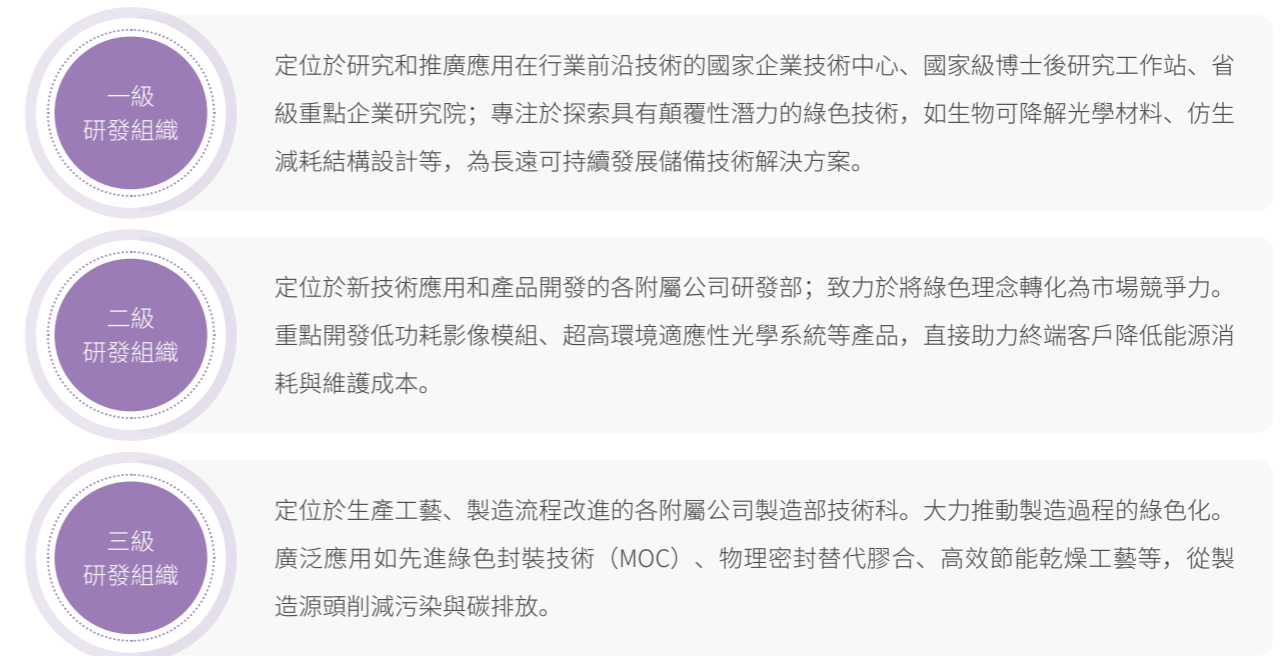 一級
研發組織
定位於研究和推廣應用在行業前沿技術的國家企業技術中心、國家級博士後研究工作站、省
級重點企業研究院；專注於探索具有顛覆性潛力的綠色技術，如生物可降解光學材料、仿生
減耗結構設計等，為長遠可持續發展儲備技術解決方案。
二級
研發組織
定位於新技術應用和產品開發的各附屬公司研發部；致力於將綠色理念轉化為市場競爭力。
重點開發低功耗影像模組、超高環境適應性光學系統等產品，直接助力終端客戶降低能源消
耗與維護成本。
三級
研發組織
定位於生產工藝、製造流程改進的各附屬公司製造部技術科。大力推動製造過程的綠色化。
廣泛應用如先進綠色封裝技術（MOC）、物理密封替代膠合、高效節能乾燥工藝等，從製
造源頭削減污染與碳排放。